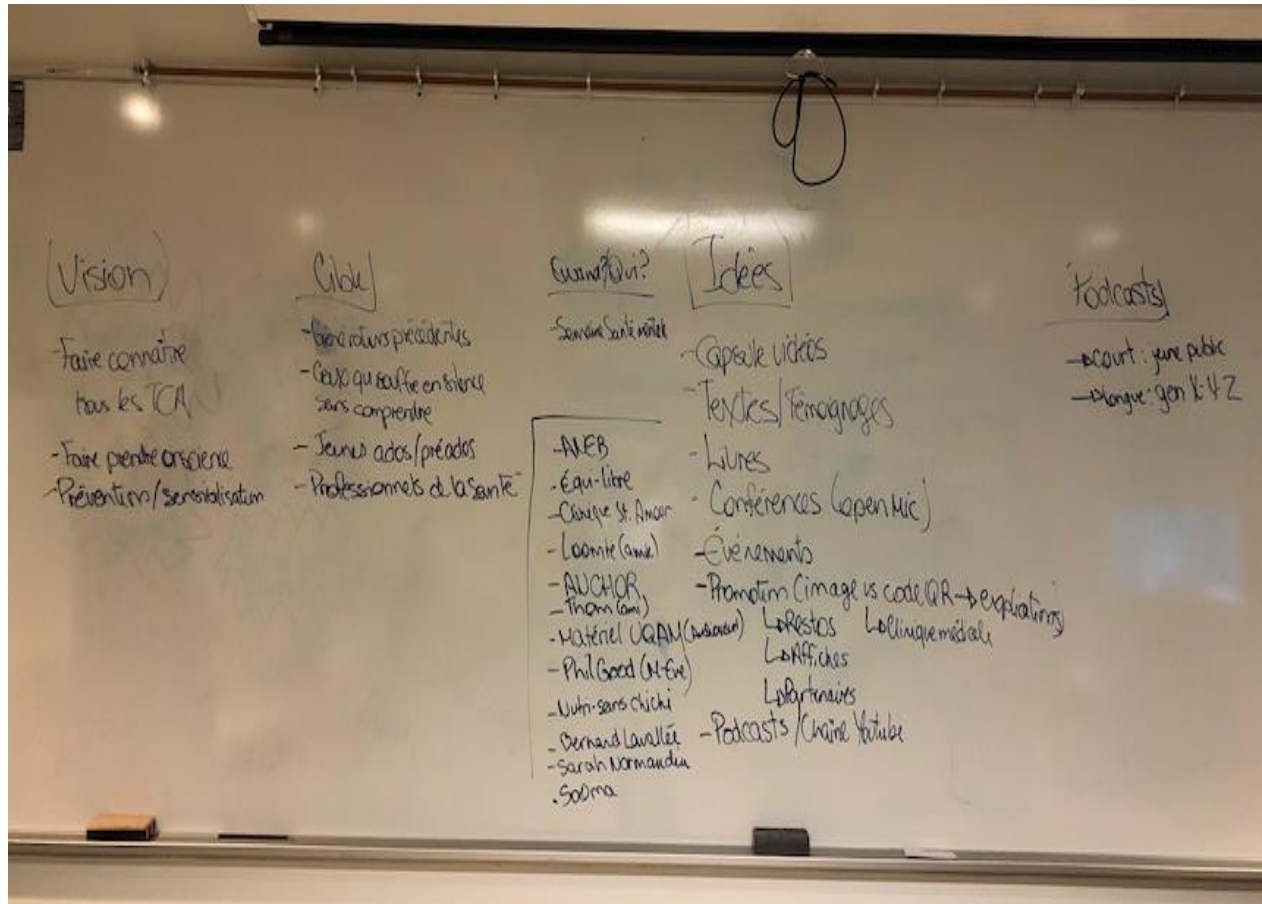 Vision
-Faire connaître
tous les TCA
-Faire prendre conscience
-Prévention/sensibilisation
Cible
-Générations précédentes
-Ceux qui souffre en silence
sans comprendre
-Jeunes ados/préados
-Professionnels de la santé
Quand?Qui?
-Semaine Santé mentale
-ANEB
-Équi-libre
-Clinique St. Amour
-Loonite (amie)
-ANCHOR
-Thom (ami)
-Matériel UQAM
-Phil Good (M-Eve)
-Nutri-sans chichi
-Bernard Lavallée
-Sarah Normandin
Idées
-Capsule vidéos
-Textes/Témoignages
-Livres
-Conférences (open Mic)
-Événements
-Promotion (image vs code QR → explications)
↳Restos ↳Clinique médicale
↳Affiches
↳Partenaires
-Podcasts/Chaîne Youtube
Podcasts
→court : jeune public
→longue : gen X-Y-Z